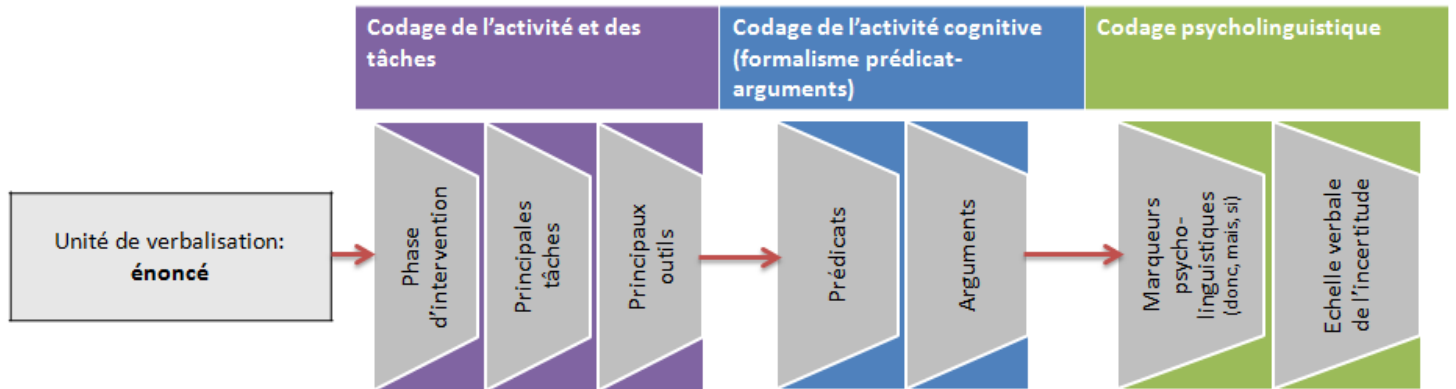 Codage de l’activité et des
tâches
Codage de l’activité cognitive
(formalisme prédicat-
arguments)
Codage psycholinguistique
Unité de verbalisation:
énoncé
Phase
d’intervention
Principales
tâches
Principaux
outils
Prédicats
Arguments
Marqueurs
psycho-
linguistiques
(donc, mais, si)
Echelle verbale
de l’incertitude